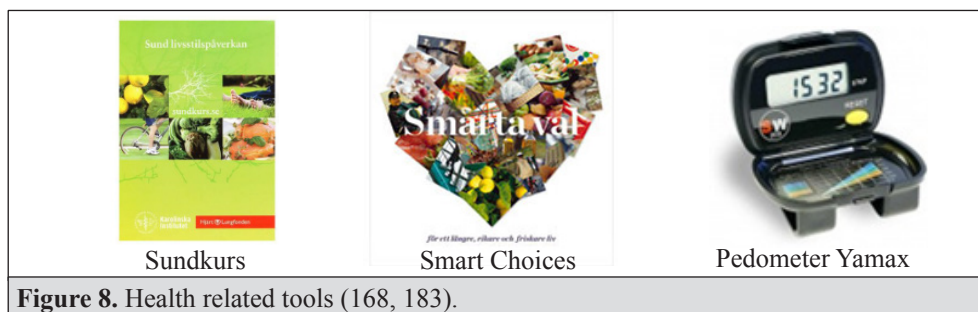 Sund livsstilspåverkan
sundkurs.se
Karolinska
Institutet
Hjärt Lungfonden
Sundkurs
Smarta val
för ett längre, rikare och friskare liv
Smart Choices
1532
STEP
RESET
Pedometer Yamax
Figure 8. Health related tools (168, 183).